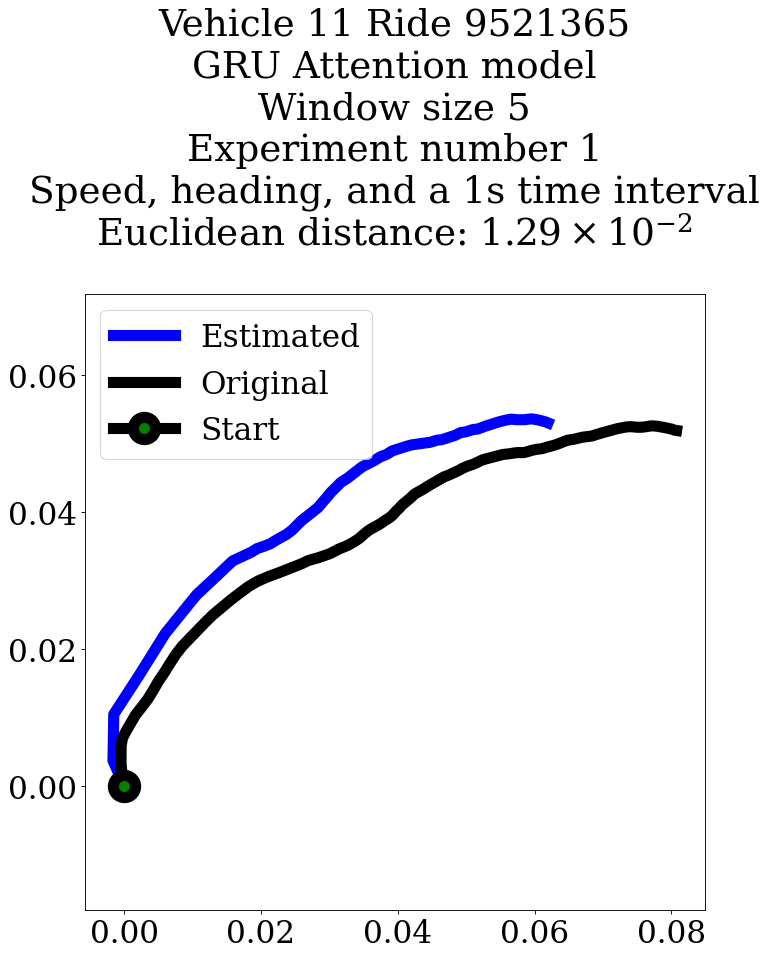 Vehicle 11 Ride 9521365
GRU Attention model
Window size 5
Experiment number 1
Speed, heading, and a 1s time interval
Euclidean distance: 1.29 × 10⁻²
Estimated
Original
Start
0.06
0.04
0.02
0.00
0.00 0.02 0.04 0.06 0.08